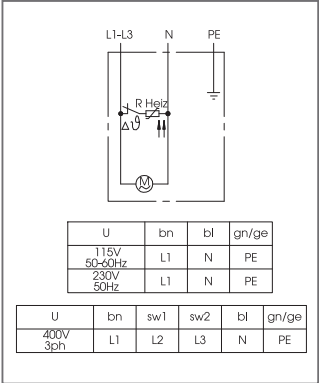 L1-L3 N PE
R Heiz
Δϑ
M
U bn bl gn/ge
115V 50-60Hz L1 N PE
230V 50Hz L1 N PE
U bn sw1 sw2 bl gn/ge
400V 3ph L1 L2 L3 N PE